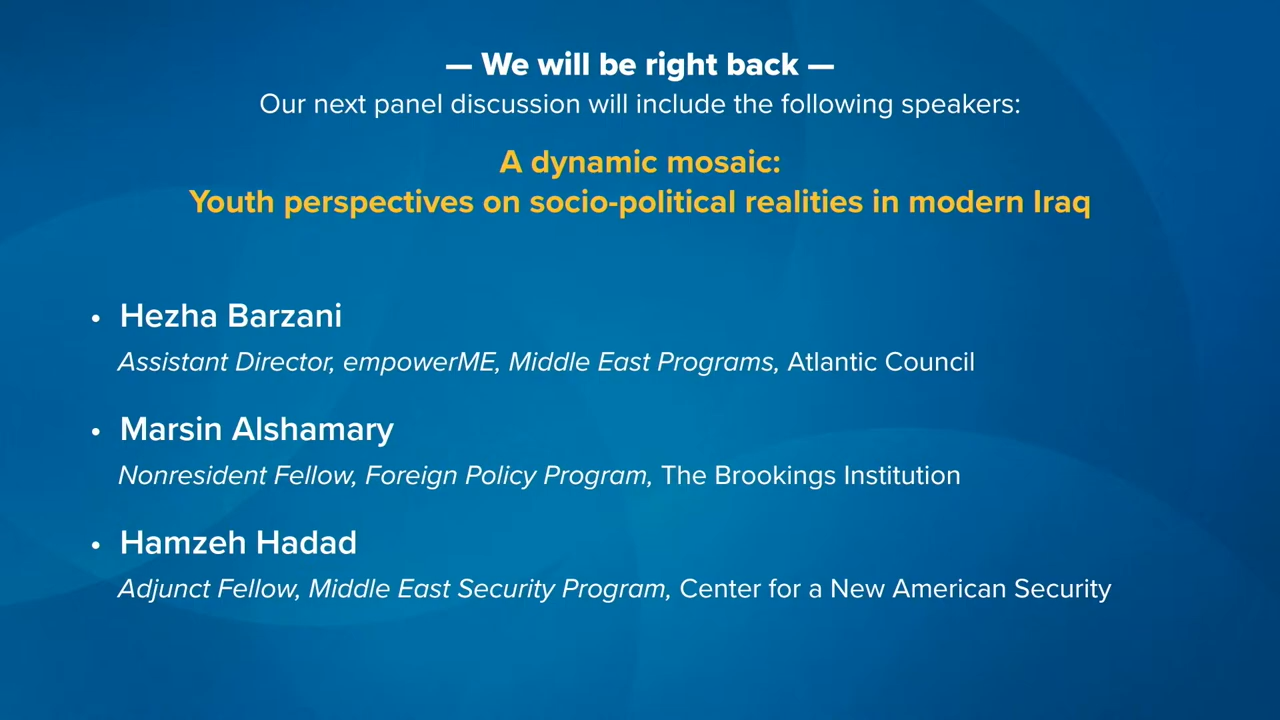 — We will be right back —
Our next panel discussion will include the following speakers:
A dynamic mosaic:
Youth perspectives on socio-political realities in modern Iraq
• Hezha Barzani
Assistant Director, empowerME, Middle East Programs, Atlantic Council
• Marsin Alshamary
Nonresident Fellow, Foreign Policy Program, The Brookings Institution
• Hamzeh Hadad
Adjunct Fellow, Middle East Security Program, Center for a New American Security